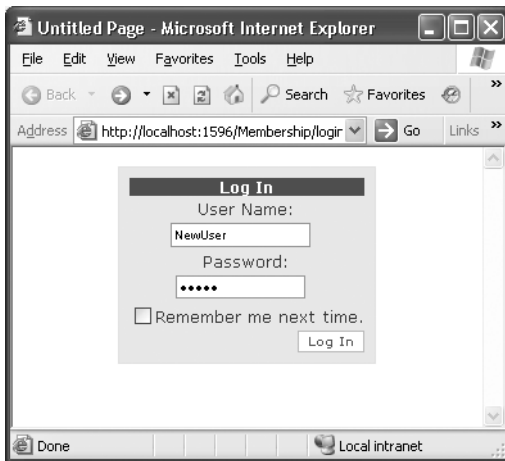 Untitled Page - Microsoft Internet Explorer
File Edit View Favorites Tools Help
Back Search Favorites »
Address http://localhost:1596/Membership/login Go Links »
Log In
User Name:
NewUser
Password:
•••••
Remember me next time.
Log In
Done Local intranet